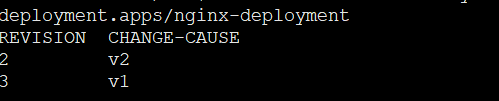 deployment.apps/nginx-deployment
REVISION  CHANGE-CAUSE
2         v2
3         v1